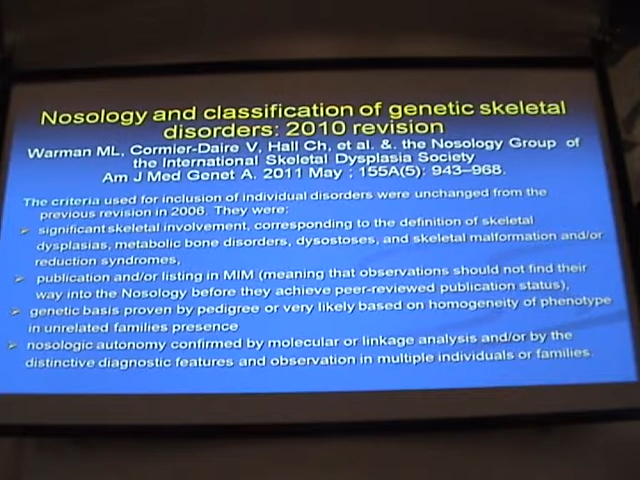 Nosology and classification of genetic skeletal
disorders: 2010 revision
Warman ML, Cormier-Daire V, Hall Ch, et al. &. the Nosology Group of
the International Skeletal Dysplasia Society
Am J Med Genet A. 2011 May ; 155A(5): 943–968.
The criteria used for inclusion of individual disorders were unchanged from the
previous revision in 2006. They were:
➢ significant skeletal involvement, corresponding to the definition of skeletal
dysplasias, metabolic bone disorders, dysostoses, and skeletal malformation and/or
reduction syndromes,
➢ publication and/or listing in MIM (meaning that observations should not find their
way into the Nosology before they achieve peer-reviewed publication status),
➢ genetic basis proven by pedigree or very likely based on homogeneity of phenotype
in unrelated families presence
➢ nosologic autonomy confirmed by molecular or linkage analysis and/or by the
distinctive diagnostic features and observation in multiple individuals or families.